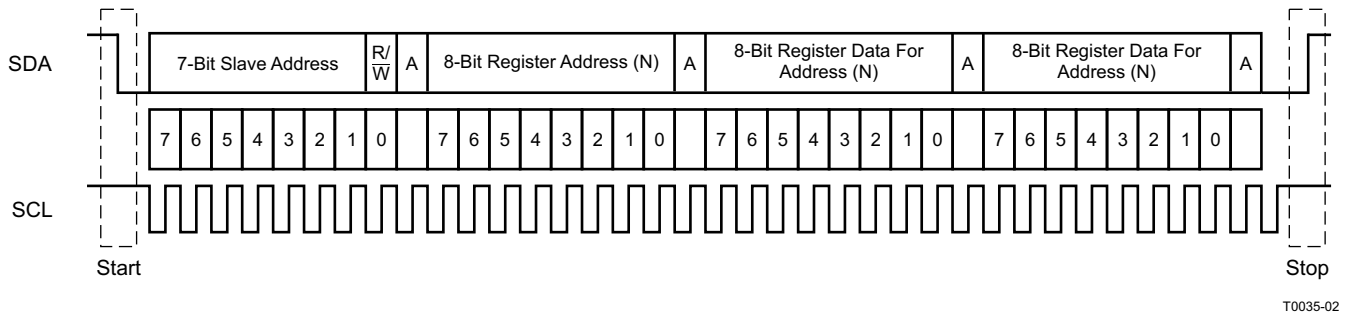 SDA
7-Bit Slave Address
R/
W
A
8-Bit Register Address (N)
A
8-Bit Register Data For
Address (N)
A
8-Bit Register Data For
Address (N)
A
7 6 5 4 3 2 1 0 7 6 5 4 3 2 1 0 7 6 5 4 3 2 1 0 7 6 5 4 3 2 1 0
SCL
Start
Stop
T0035-02